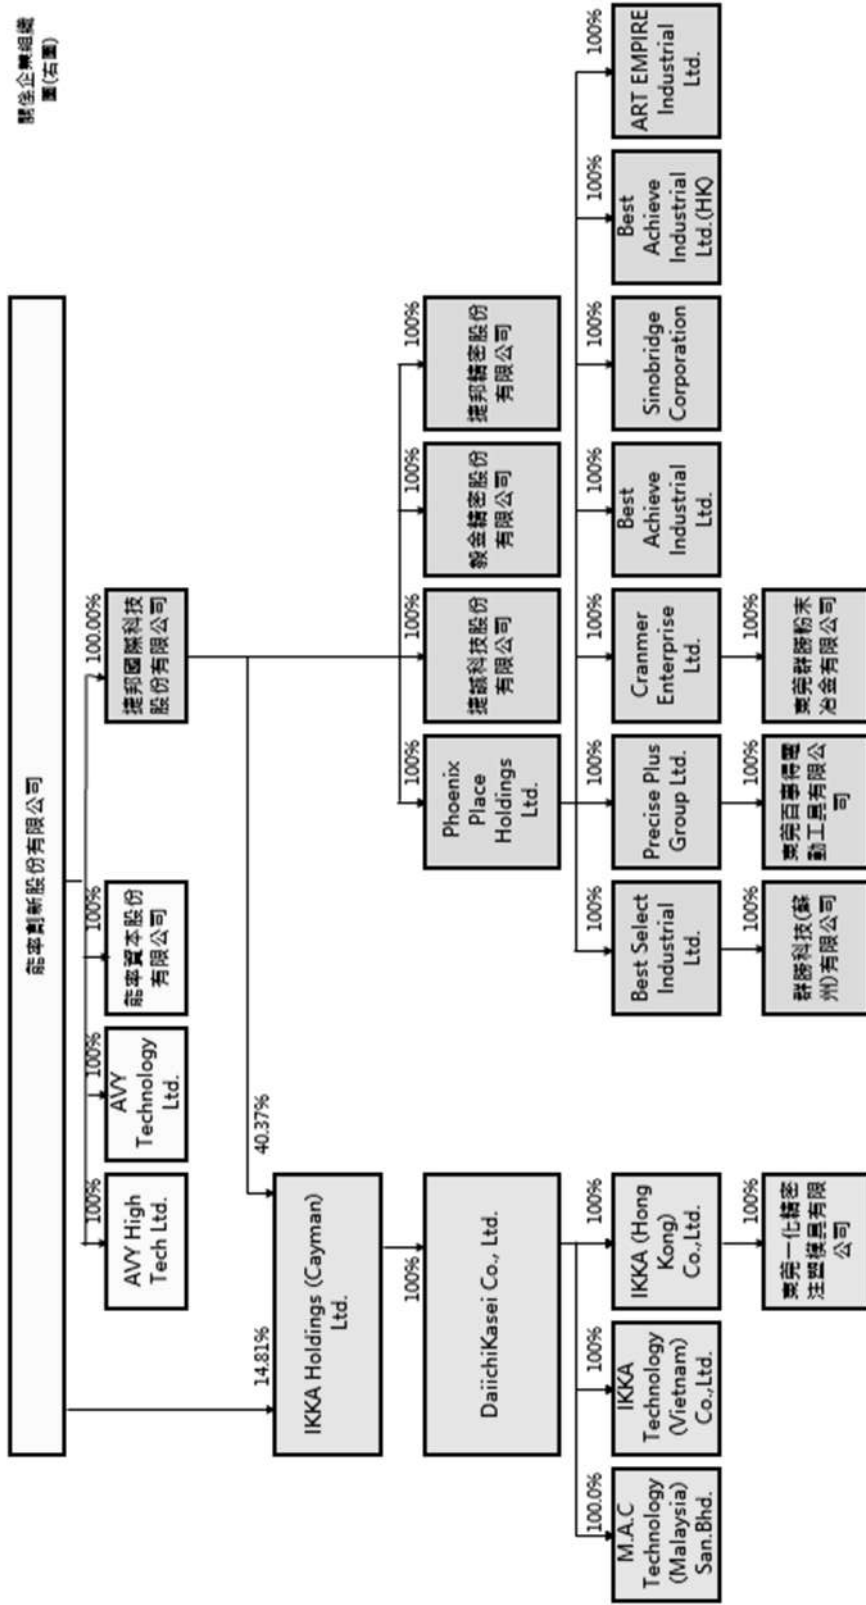 關係企業組織
圖(右圖)
能率創新股份有限公司
100%
100%
100%
100.00%
AVY High
Tech Ltd.
AVY
Technology
Ltd.
能率資本股份
有限公司
捷邦國際科技
股份有限公司
14.81%
40.37%
IKKA Holdings (Cayman)
Ltd.
100%
100%
100%
100%
100%
DaiichiKasei Co., Ltd.
Phoenix
Place
Holdings
Ltd.
捷誠科技股份
有限公司
毅金精密股份
有限公司
捷邦精密股份
有限公司
100.0%
100%
100%
100%
100%
100%
100%
100%
100%
100%
M.A.C
Technology
(Malaysia)
San.Bhd.
IKKA
Technology
(Vietnam)
Co.,Ltd.
IKKA (Hong
Kong)
Co.,Ltd.
Best Select
Industrial
Ltd.
Precise Plus
Group Ltd.
Cranmer
Enterprise
Ltd.
Best
Achieve
Industrial
Ltd.
Sinobridge
Corporation
Best
Achieve
Industrial
Ltd.(HK)
ART EMPIRE
Industrial
Ltd.
100%
100%
100%
100%
東莞一化精密
注塑模具有限
公司
群勝科技(蘇
州)有限公司
東莞百事得電
動工具有限公
司
東莞群勝粉末
冶金有限公司